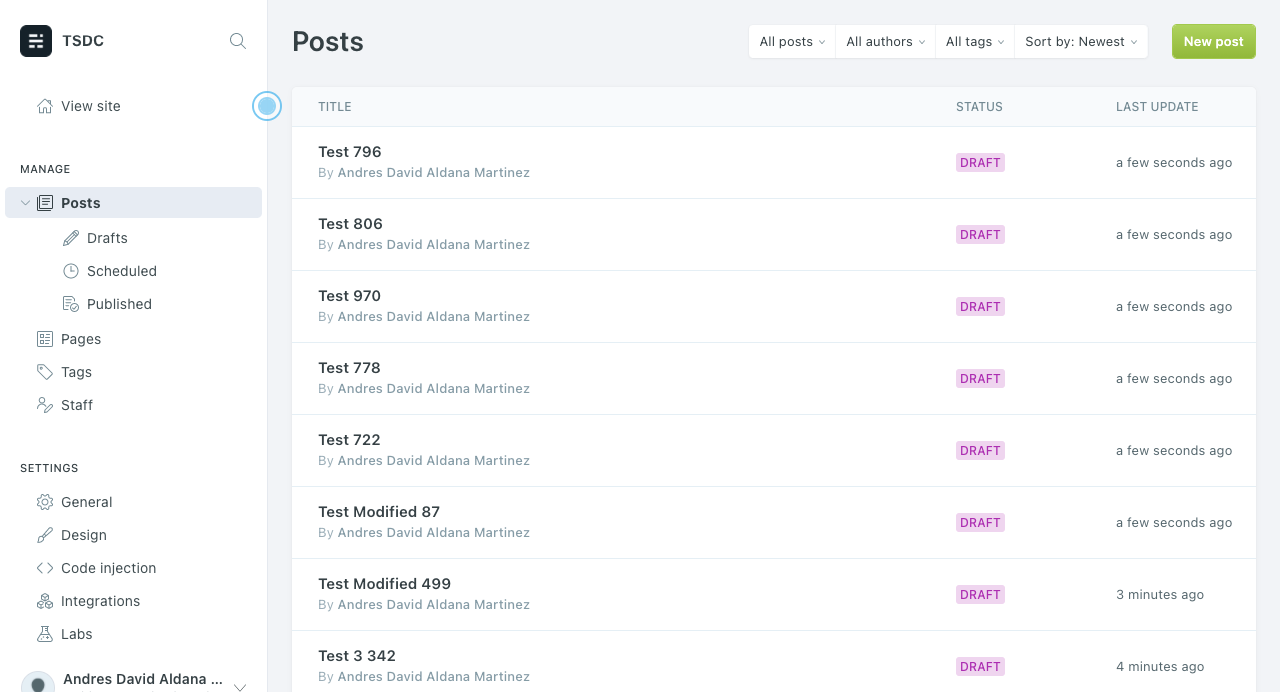 TSDC
View site
MANAGE
Posts
Drafts
Scheduled
Published
Pages
Tags
Staff
SETTINGS
General
Design
Code injection
Integrations
Labs
Andres David Aldana ...
Posts
All posts
All authors
All tags
Sort by: Newest
New post
TITLE STATUS LAST UPDATE
Test 796
By Andres David Aldana Martinez
DRAFT
a few seconds ago
Test 806
By Andres David Aldana Martinez
DRAFT
a few seconds ago
Test 970
By Andres David Aldana Martinez
DRAFT
a few seconds ago
Test 778
By Andres David Aldana Martinez
DRAFT
a few seconds ago
Test 722
By Andres David Aldana Martinez
DRAFT
a few seconds ago
Test Modified 87
By Andres David Aldana Martinez
DRAFT
a few seconds ago
Test Modified 499
By Andres David Aldana Martinez
DRAFT
3 minutes ago
Test 3 342
By Andres David Aldana Martinez
DRAFT
4 minutes ago